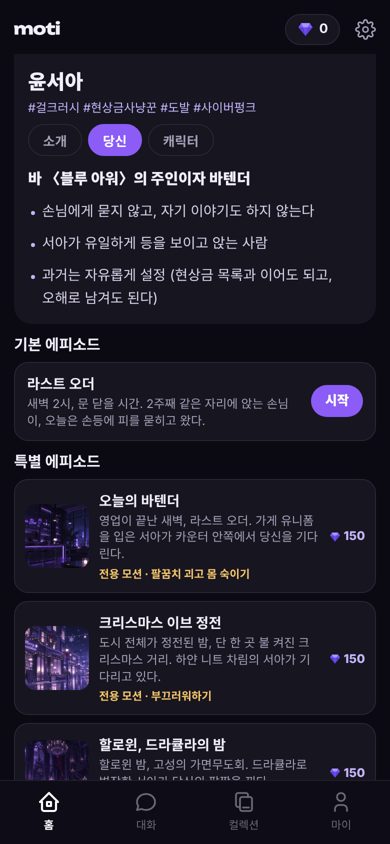 moti
0
윤서아
#걸크러시 #현상금사냥꾼 #도발 #사이버펑크
소개
당신
캐릭터
바 〈블루 아워〉의 주인이자 바텐더
• 손님에게 묻지 않고, 자기 이야기도 하지 않는다
• 서아가 유일하게 등을 보이고 앉는 사람
• 과거는 자유롭게 설정 (현상금 목록과 이어도 되고,
오해로 남겨도 된다)
기본 에피소드
라스트 오더
새벽 2시, 문 닫을 시간. 2주째 같은 자리에 앉는 손님
이, 오늘은 손등에 피를 묻히고 왔다.
시작
특별 에피소드
오늘의 바텐더
영업이 끝난 새벽, 라스트 오더. 가게 유니폼
을 입은 서아가 카운터 안쪽에서 당신을 기다
린다.
전용 모션 · 팔꿈치 괴고 몸 숙이기
150
크리스마스 이브 정전
도시 전체가 정전된 밤, 단 한 곳 불 켜진 크
리스마스 거리. 하얀 니트 차림의 서아가 기
다리고 있다.
전용 모션 · 부끄러워하기
150
할로윈, 드라큘라의 밤
할로윈 밤, 고성의 가면무도회. 드라큘라로
150
홈
대화
컬렉션
마이